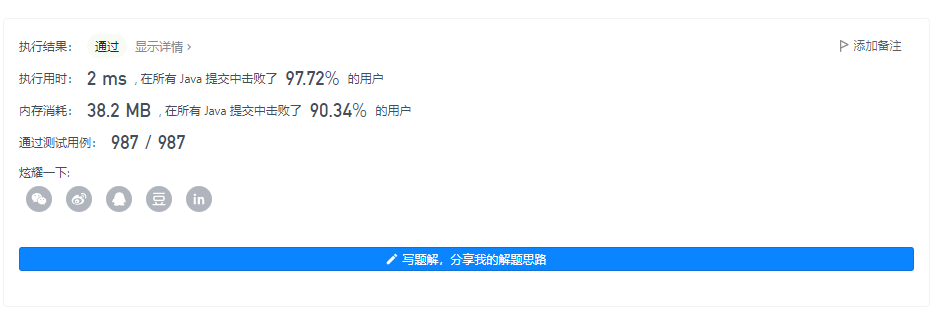 执行结果： 通过 显示详情 › 添加备注
执行用时： 2 ms , 在所有 Java 提交中击败了 97.72% 的用户
内存消耗： 38.2 MB , 在所有 Java 提交中击败了 90.34% 的用户
通过测试用例： 987 / 987
炫耀一下:
豆 in
写题解，分享我的解题思路